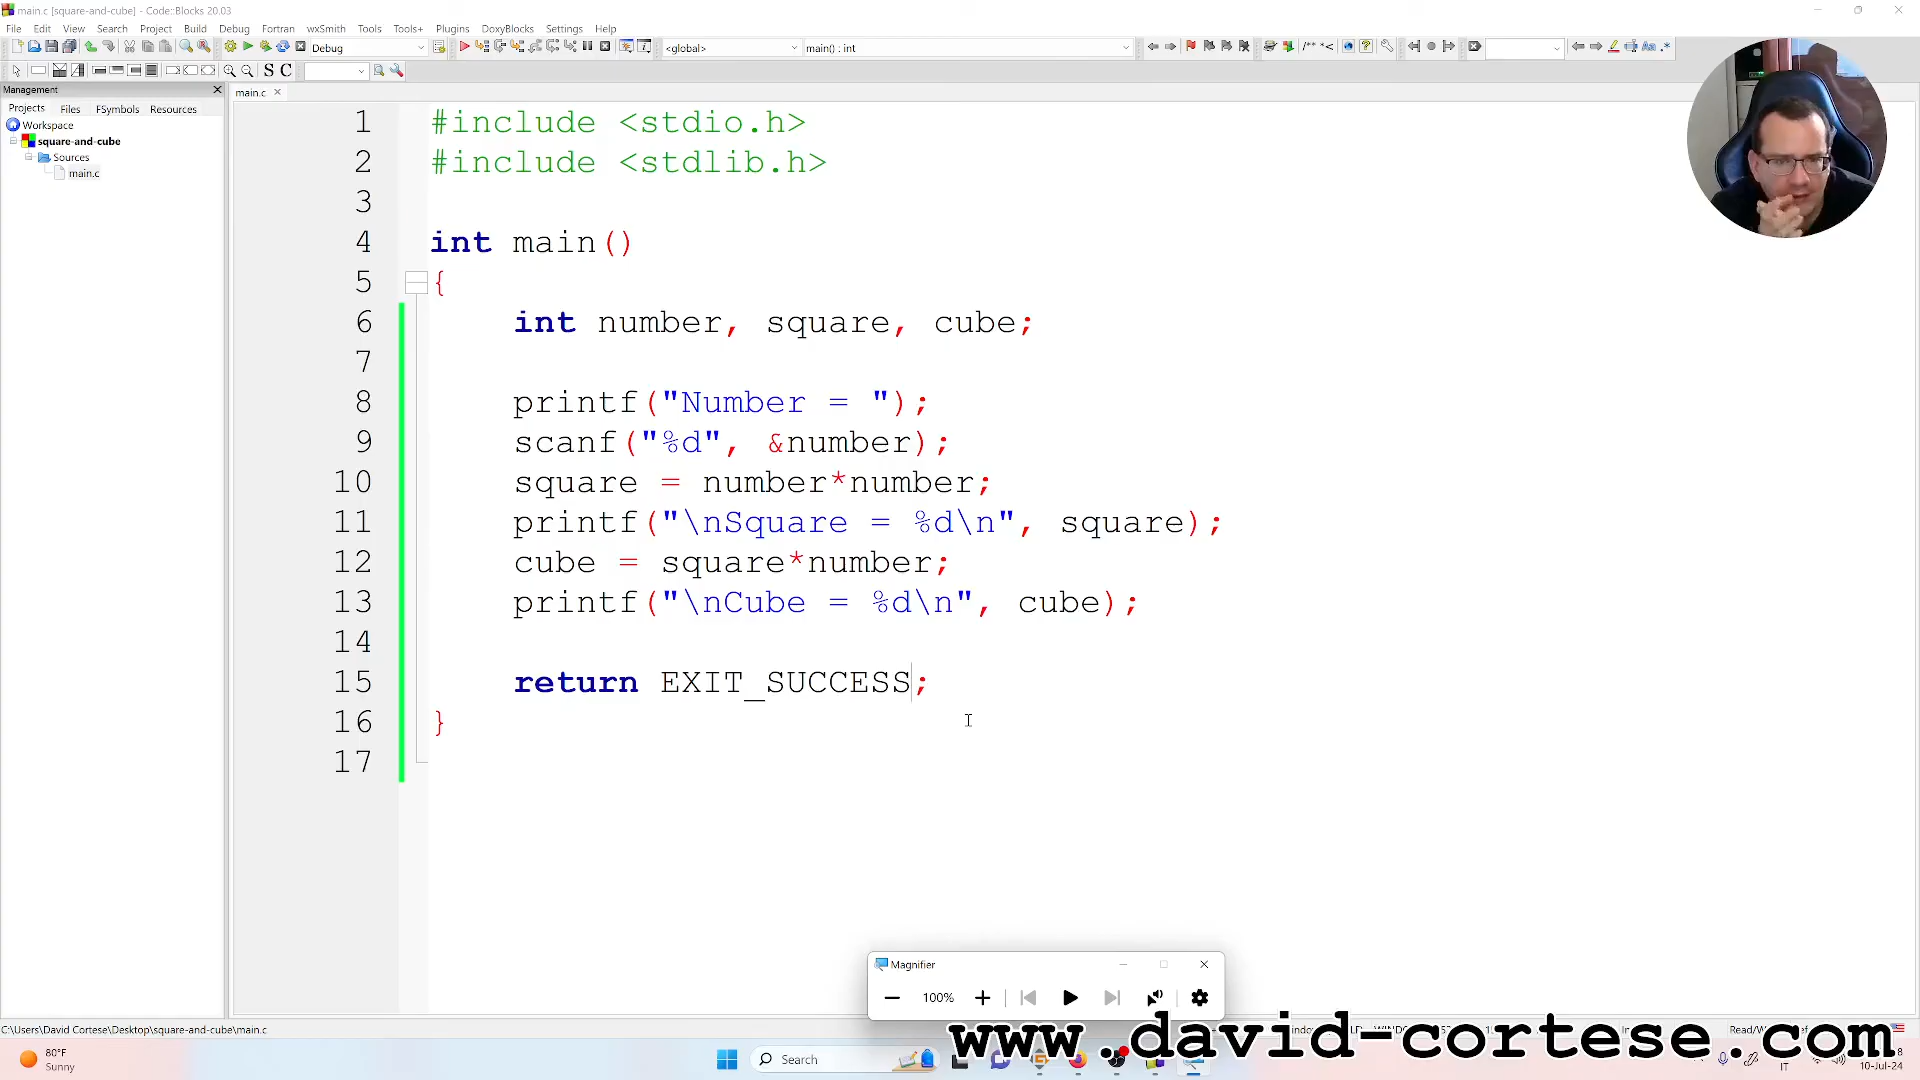 main.c [square-and-cube] - Code::Blocks 20.03
File Edit View Search Project Build Debug Fortran wxSmith Tools Tools+ Plugins DoxyBlocks Settings Help
Debug <global> main() : int
S C
Management
Projects Files FSymbols Resources
main.c
Workspace
square-and-cube
Sources
main.c
1 #include <stdio.h>
2 #include <stdlib.h>
3
4 int main()
5 {
6 int number, square, cube;
7
8 printf("Number = ");
9 scanf("%d", &number);
10 square = number*number;
11 printf("\nSquare = %d\n", square);
12 cube = square*number;
13 printf("\nCube = %d\n", cube);
14
15 return EXIT_SUCCESS;
16 }
17
Magnifier
100%
C:\Users\David Cortese\Desktop\square-and-cube\main.c
www.david-cortese.com
80°F
Sunny
Search
IT
10-Jul-24